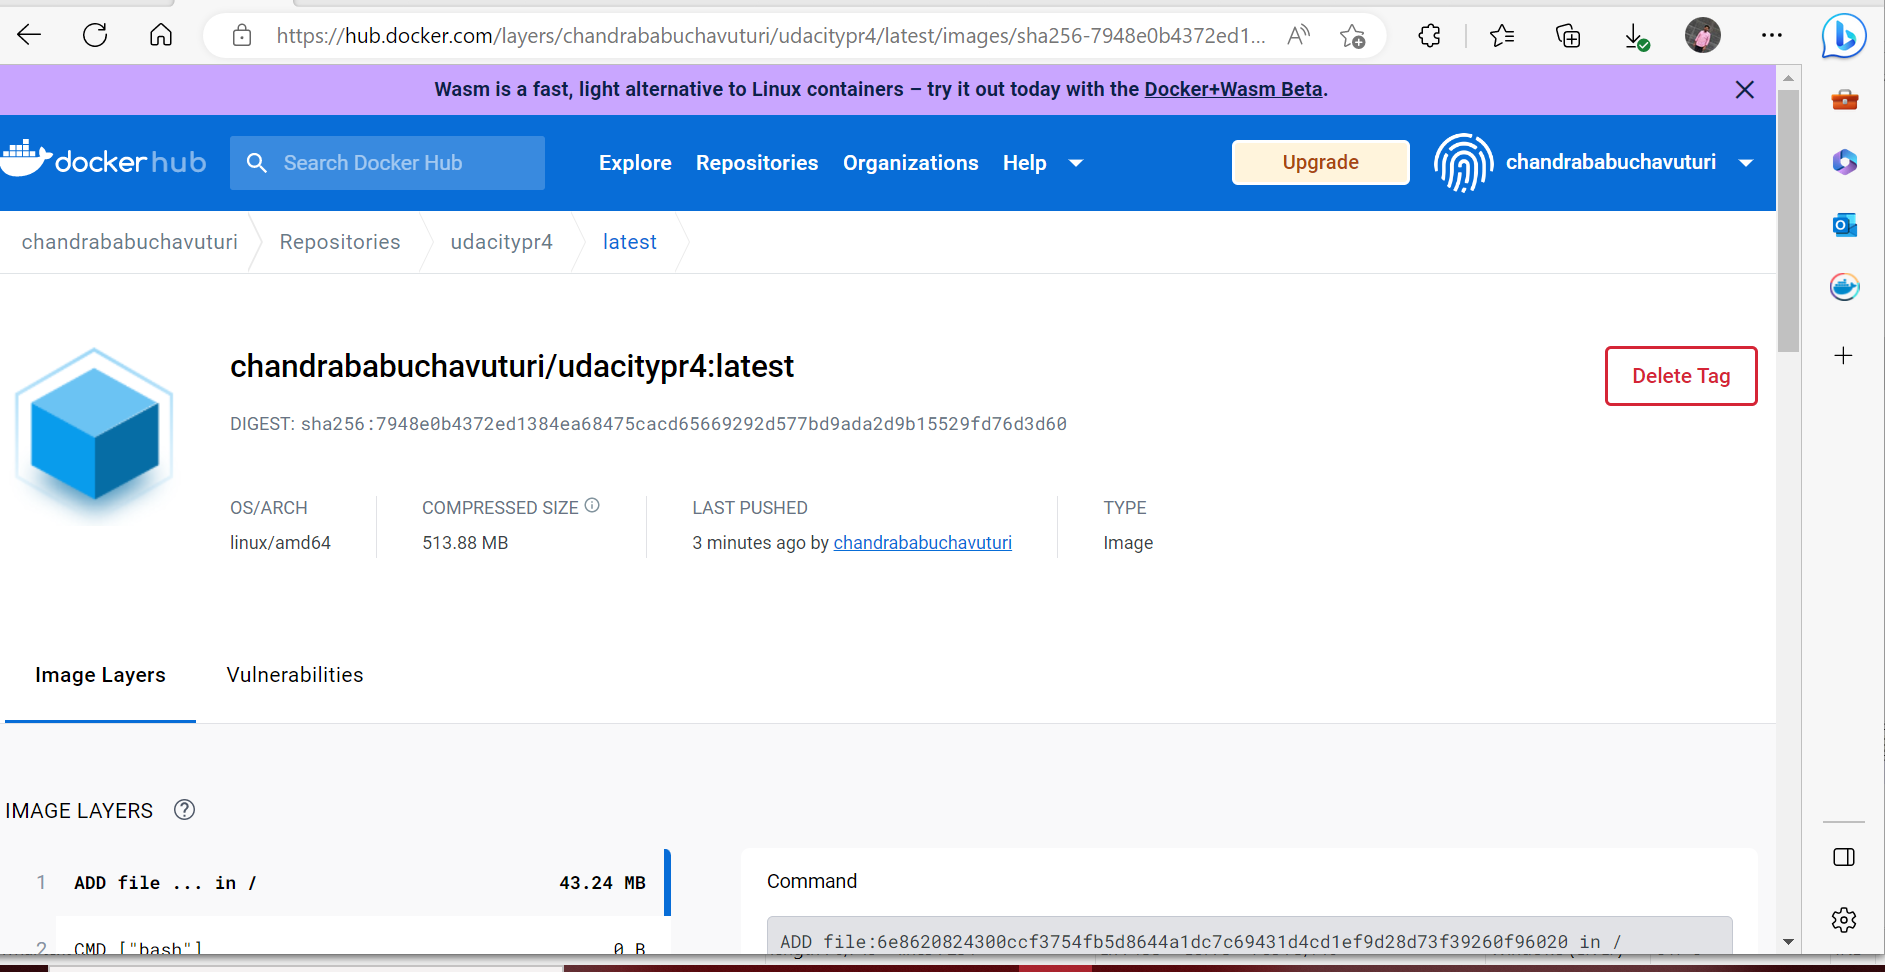 https://hub.docker.com/layers/chandrababuchavuturi/udacitypr4/latest/images/sha256-7948e0b4372ed1...
Wasm is a fast, light alternative to Linux containers – try it out today with the Docker+Wasm Beta.
docker hub Search Docker Hub Explore Repositories Organizations Help Upgrade chandrababuchavuturi
chandrababuchavuturi Repositories udacitypr4 latest
chandrababuchavuturi/udacitypr4:latest
Delete Tag
DIGEST: sha256:7948e0b4372ed1384ea68475cacd65669292d577bd9ada2d9b15529fd76d3d60
OS/ARCH COMPRESSED SIZE LAST PUSHED TYPE
linux/amd64 513.88 MB 3 minutes ago by chandrababuchavuturi Image
Image Layers Vulnerabilities
IMAGE LAYERS
1 ADD file ... in / 43.24 MB
Command
2 CMD ["bash"] 0 B
ADD file:6e8620824300ccf3754fb5d8644a1dc7c69431d4cd1ef9d28d73f39260f96020 in /